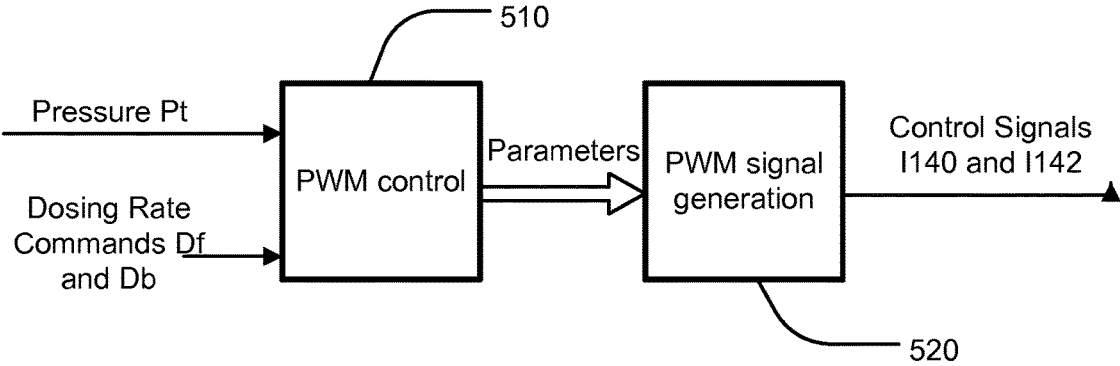 510
Pressure Pt
PWM control
Dosing Rate
Commands Df
and Db
Parameters
PWM signal
generation
Control Signals
I140 and I142
520